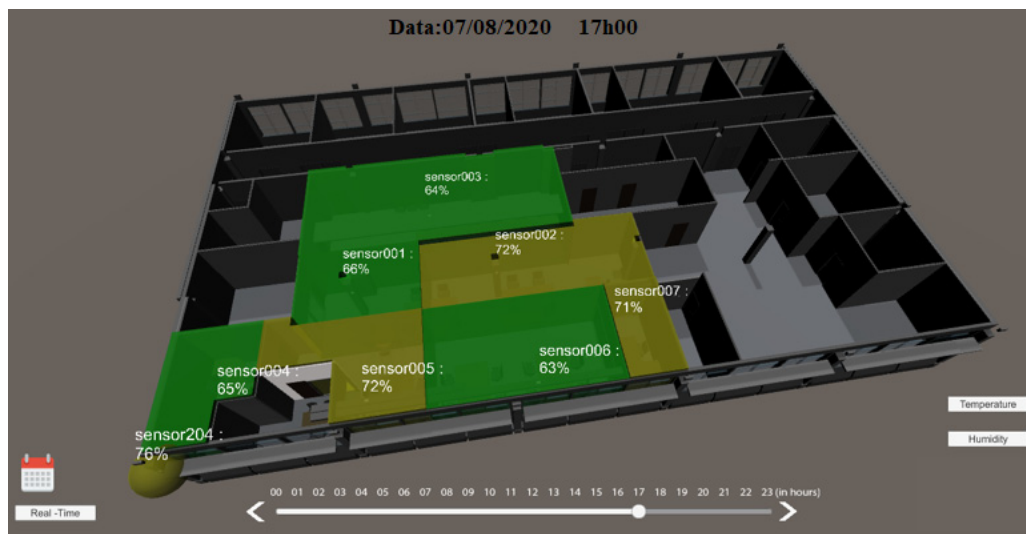 Data:07/08/2020 17h00
sensor003 :
64%
sensor002 :
72%
sensor001 :
66%
sensor007 :
71%
sensor006 :
63%
sensor005 :
72%
sensor004 :
65%
sensor204 :
76%
Temperature
Humidity
00 01 02 03 04 05 06 07 08 09 10 11 12 13 14 15 16 17 18 19 20 21 22 23 (in hours)
Real -Time